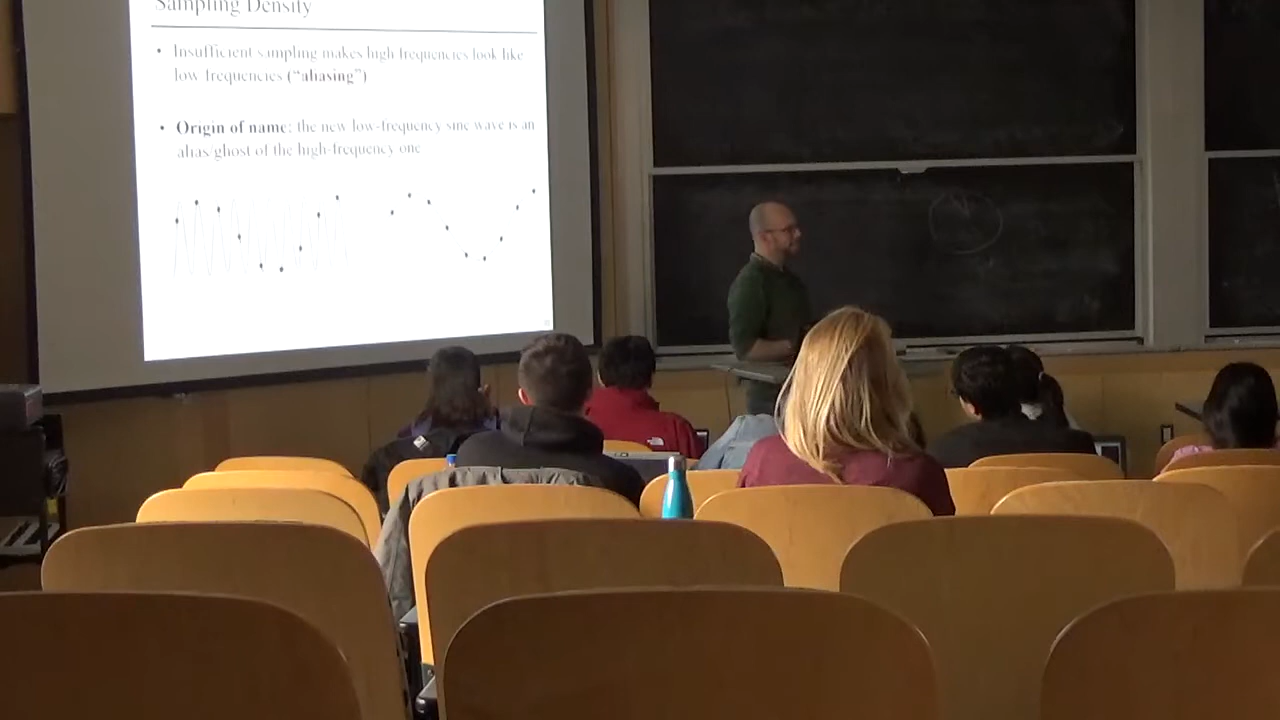 Sampling Density
• Insufficient sampling makes high frequencies look like
low frequencies (“aliasing”)
• Origin of name: the new low-frequency sine wave is an
alias/ghost of the high-frequency one